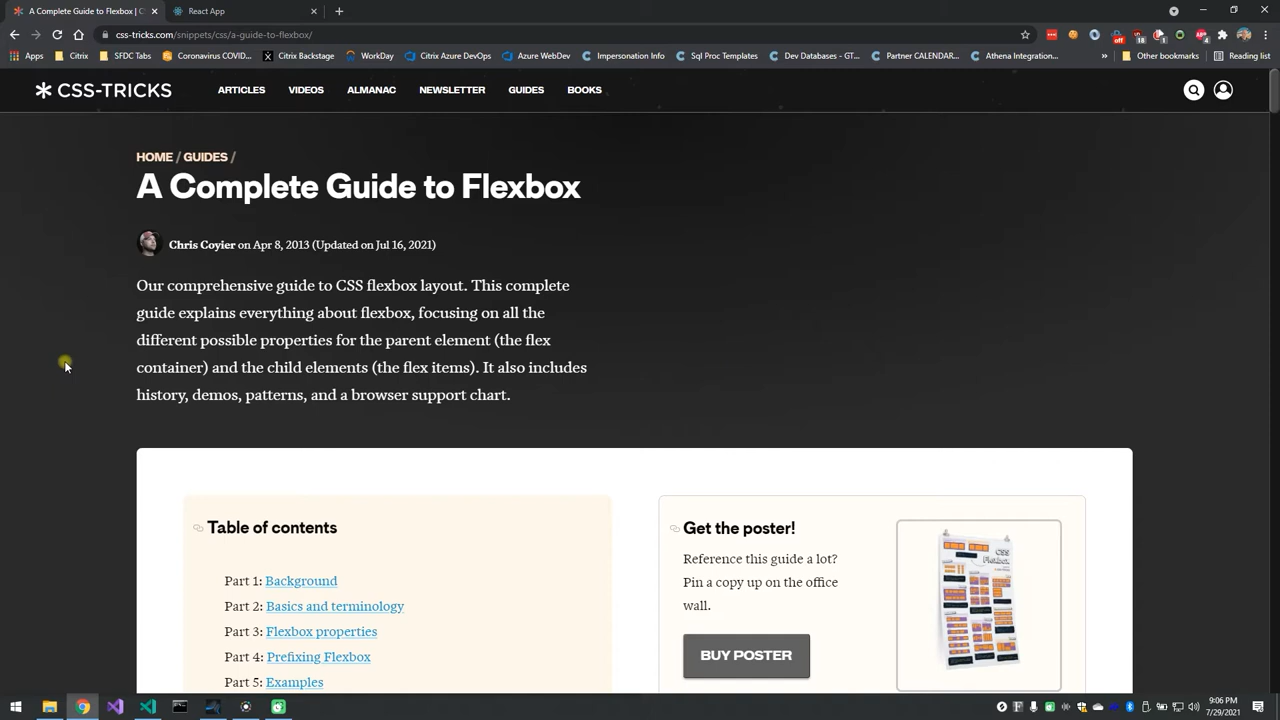 A Complete Guide to Flexbox | C
React App
css-tricks.com/snippets/css/a-guide-to-flexbox/
Apps
Citrix
SFDC Tabs
Coronavirus COVID...
Citrix Backstage
WorkDay
Citrix Azure DevOps
Azure WebDev
Impersonation Info
Sql Proc Templates
Dev Databases - GT...
Partner CALENDAR...
Athena Integration...
»
Other bookmarks
Reading list
CSS-TRICKS
ARTICLES
VIDEOS
ALMANAC
NEWSLETTER
GUIDES
BOOKS
HOME / GUIDES /
A Complete Guide to Flexbox
Chris Coyier on Apr 8, 2013 (Updated on Jul 16, 2021)
Our comprehensive guide to CSS flexbox layout. This complete
guide explains everything about flexbox, focusing on all the
different possible properties for the parent element (the flex
container) and the child elements (the flex items). It also includes
history, demos, patterns, and a browser support chart.
Table of contents
Part 1: Background
Part 2: Basics and terminology
Part 3: Flexbox properties
Part 4: Prefixing Flexbox
Part 5: Examples
Get the poster!
Reference this guide a lot?
Pin a copy up on the office
wall.
BUY POSTER
CSS
Flexbox
9:06 PM
7/29/2021